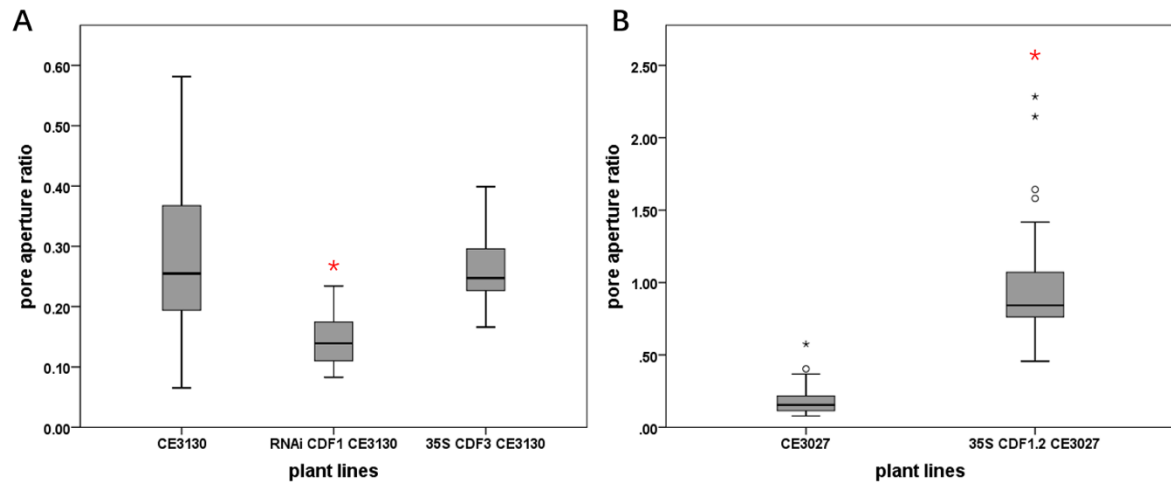 A
pore aperture ratio
0.60
0.50
0.40
0.30
0.20
0.10
0.00
*
CE3130
RNAi CDF1 CE3130
35S CDF3 CE3130
plant lines
B
pore aperture ratio
2.50
2.00
1.50
1.00
.50
.00
*
*
*
*
CE3027
35S CDF1.2 CE3027
plant lines